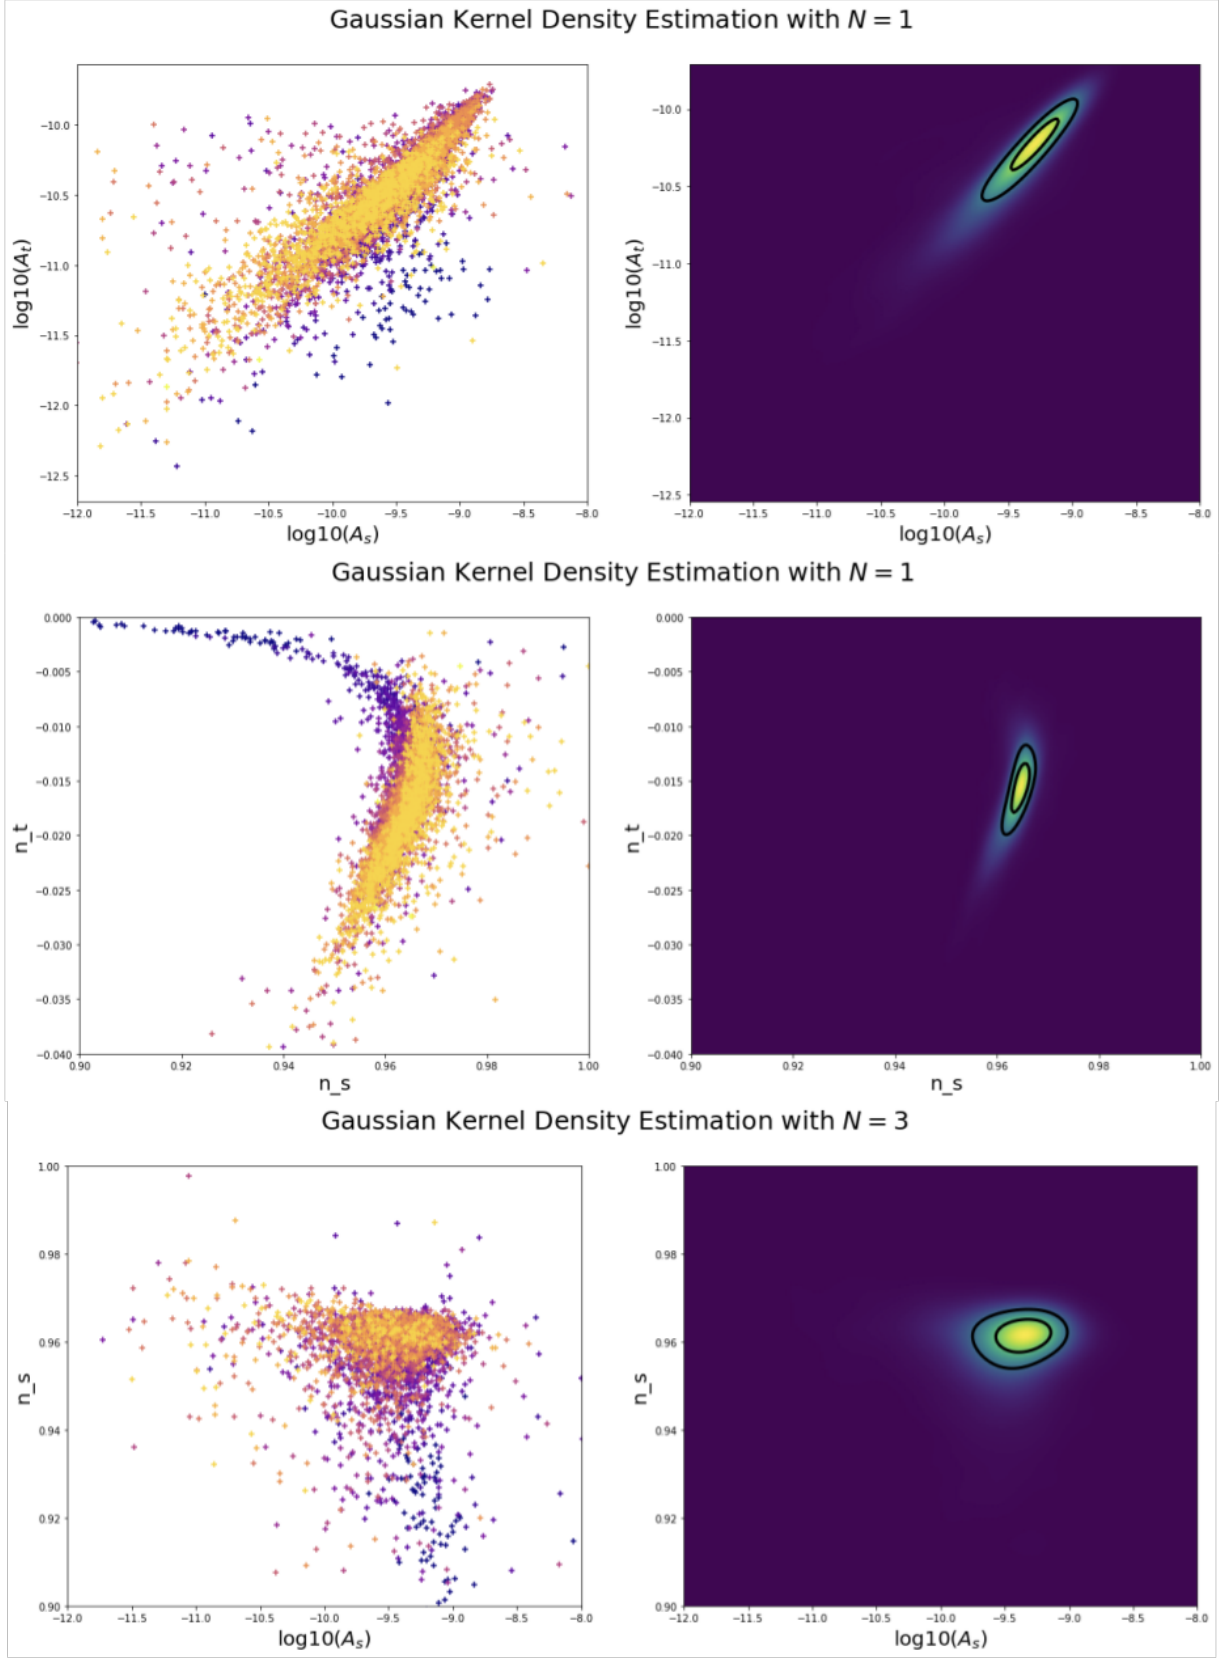 Gaussian Kernel Density Estimation with N = 1
−10.0
−10.5
−11.0
−11.5
−12.0
−12.5
log10(A_t)
−12.0 −11.5 −11.0 −10.5 −10.0 −9.5 −9.0 −8.5 −8.0
log10(A_s)
−10.0
−10.5
−11.0
−11.5
−12.0
−12.5
log10(A_t)
−12.0 −11.5 −11.0 −10.5 −10.0 −9.5 −9.0 −8.5 −8.0
log10(A_s)
Gaussian Kernel Density Estimation with N = 1
0.000
−0.005
−0.010
−0.015
−0.020
−0.025
−0.030
−0.035
−0.040
n_t
0.90 0.92 0.94 0.96 0.98 1.00
n_s
0.000
−0.005
−0.010
−0.015
−0.020
−0.025
−0.030
−0.035
−0.040
n_t
0.90 0.92 0.94 0.96 0.98 1.00
n_s
Gaussian Kernel Density Estimation with N = 3
1.00
0.98
0.96
0.94
0.92
0.90
n_s
−12.0 −11.5 −11.0 −10.5 −10.0 −9.5 −9.0 −8.5 −8.0
log10(A_s)
1.00
0.98
0.96
0.94
0.92
0.90
n_s
−12.0 −11.5 −11.0 −10.5 −10.0 −9.5 −9.0 −8.5 −8.0
log10(A_s)